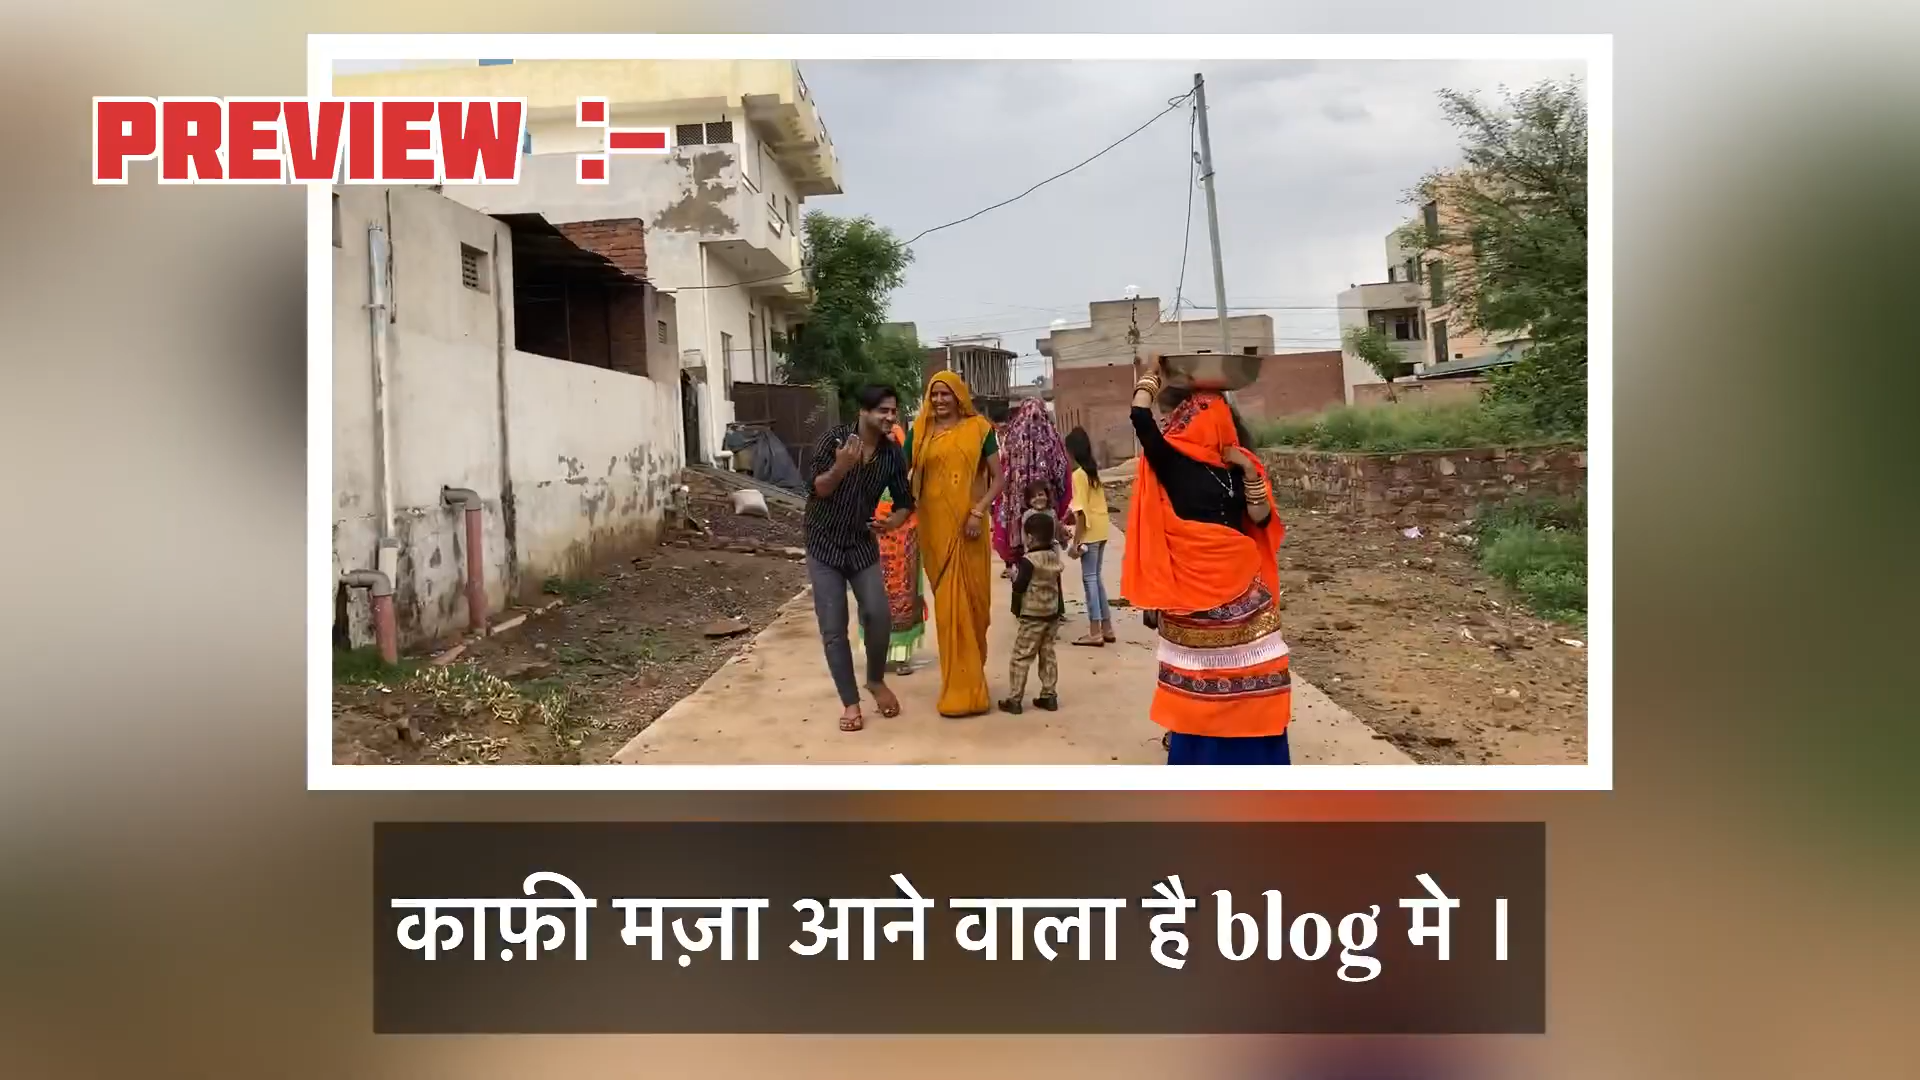 PREVIEW :-
काफ़ी मज़ा आने वाला है blog मे ।